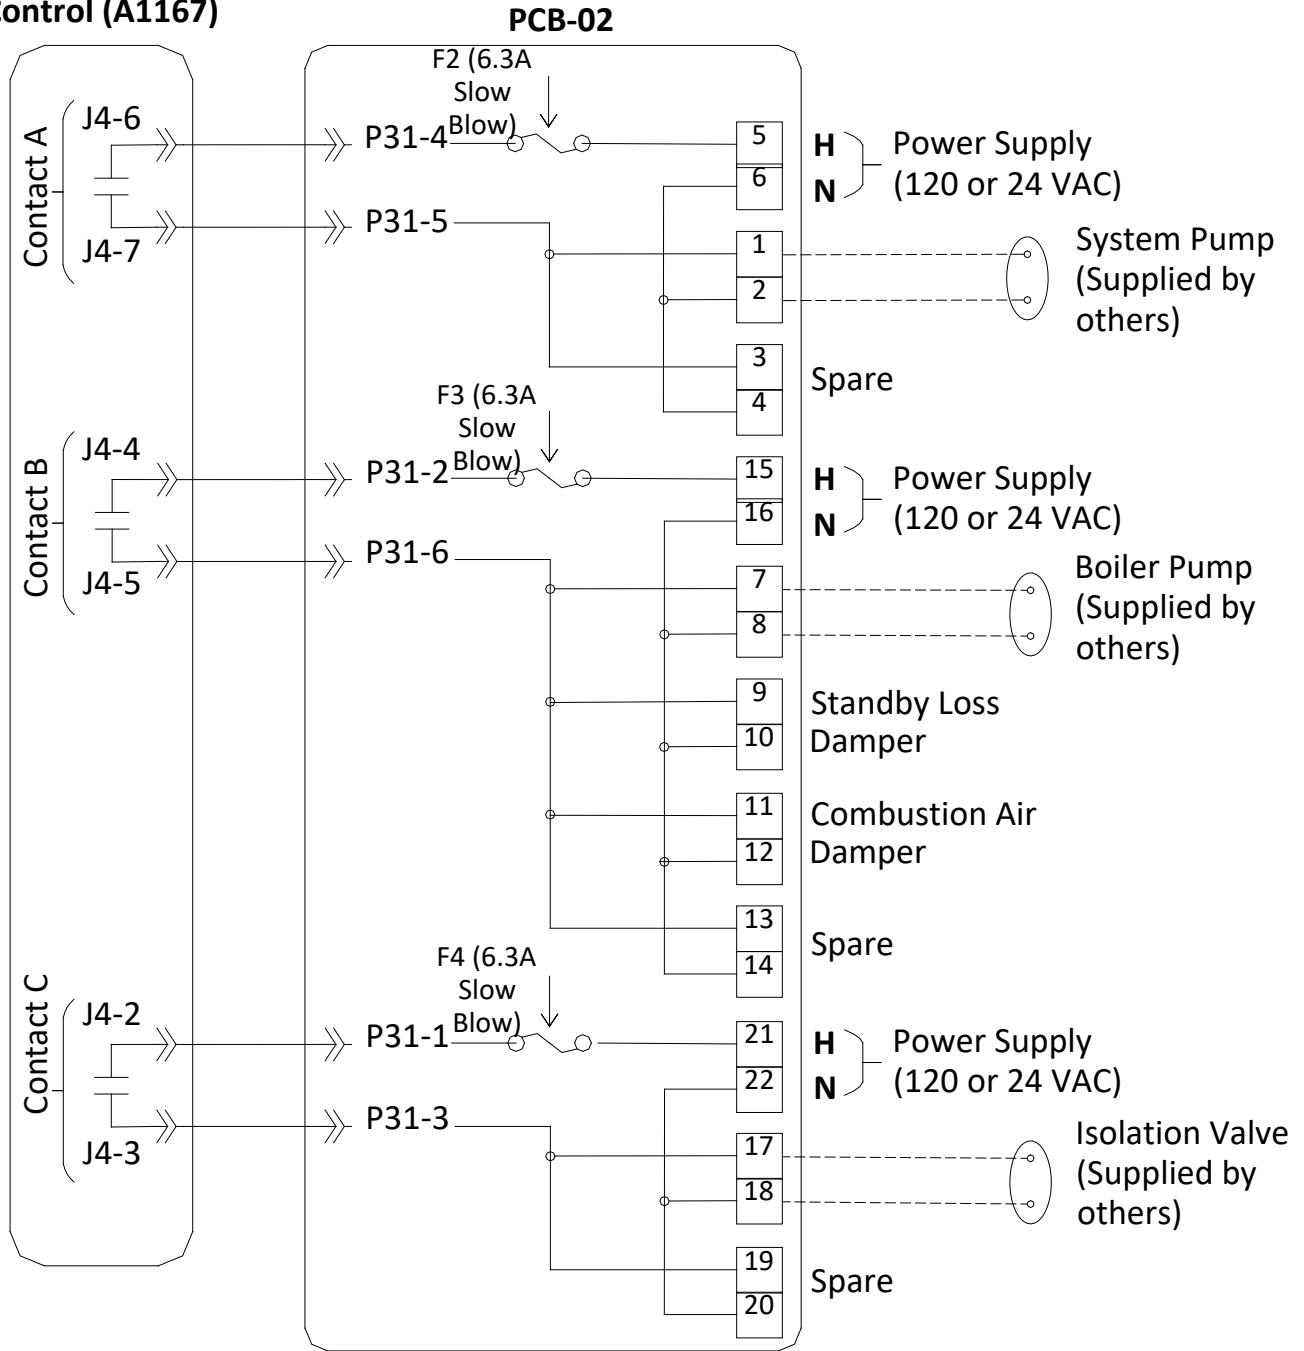 ontrol (A1167)
PCB-02
Contact A
J4-6
J4-7
P31-4
P31-5
F2 (6.3A
Slow
Blow)
5
6
H
N
Power Supply
(120 or 24 VAC)
1
2
System Pump
(Supplied by
others)
3
4
Spare
Contact B
J4-4
J4-5
P31-2
P31-6
F3 (6.3A
Slow
Blow)
15
16
H
N
Power Supply
(120 or 24 VAC)
7
8
Boiler Pump
(Supplied by
others)
9
10
Standby Loss
Damper
11
12
Combustion Air
Damper
13
14
Spare
Contact C
J4-2
J4-3
P31-1
P31-3
F4 (6.3A
Slow
Blow)
21
22
H
N
Power Supply
(120 or 24 VAC)
17
18
Isolation Valve
(Supplied by
others)
19
20
Spare